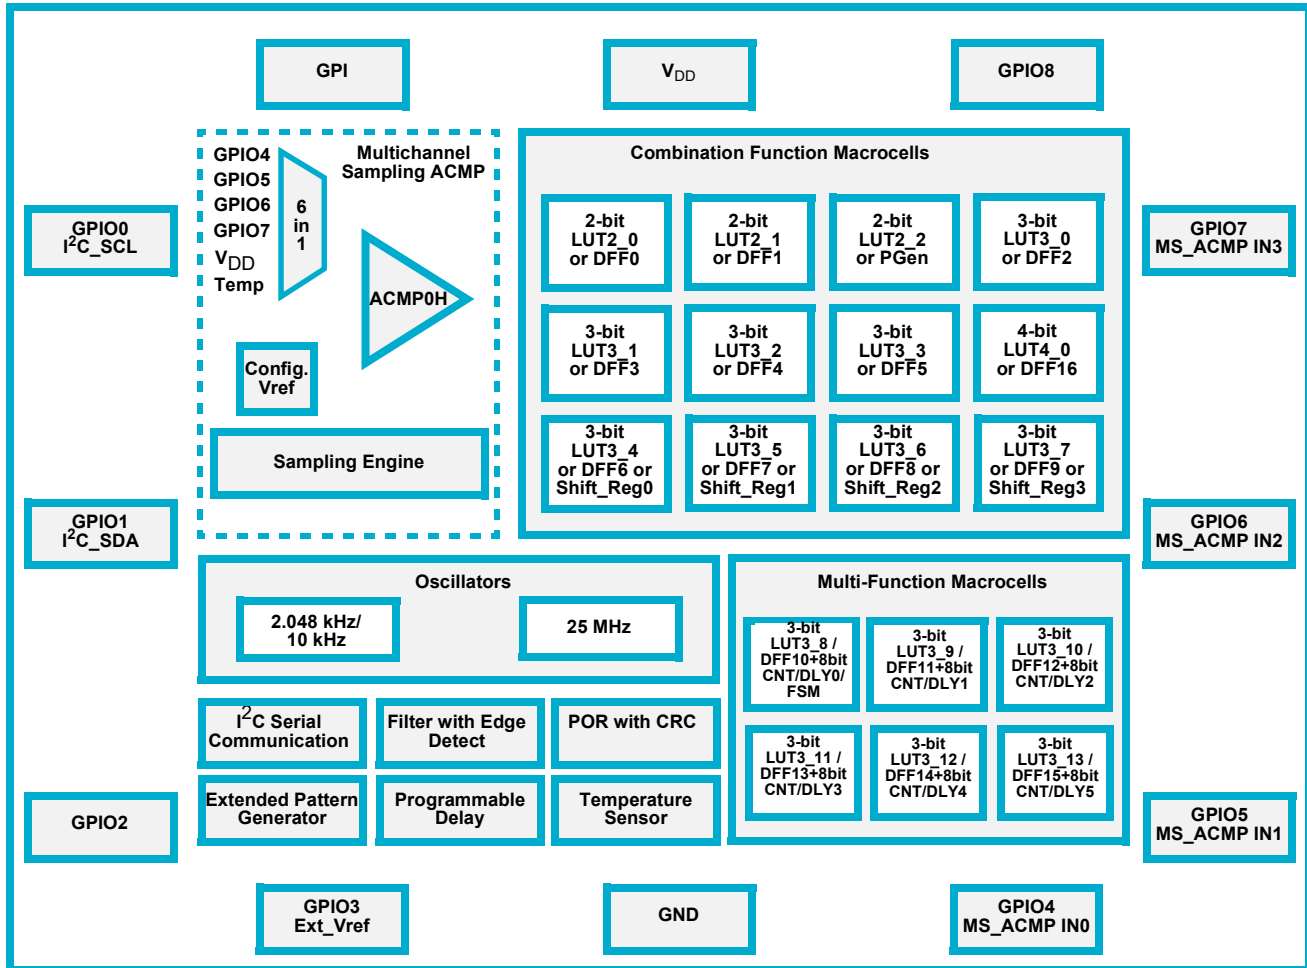 GPI
V_DD
GPIO8
GPIO4
GPIO5
GPIO6
GPIO7
V_DD
Temp
6
in
1
Multichannel
Sampling ACMP
ACMP0H
Config.
Vref
Sampling Engine
Combination Function Macrocells
2-bit
LUT2_0
or DFF0
2-bit
LUT2_1
or DFF1
2-bit
LUT2_2
or PGen
3-bit
LUT3_0
or DFF2
3-bit
LUT3_1
or DFF3
3-bit
LUT3_2
or DFF4
3-bit
LUT3_3
or DFF5
4-bit
LUT4_0
or DFF16
3-bit
LUT3_4
or DFF6 or
Shift_Reg0
3-bit
LUT3_5
or DFF7 or
Shift_Reg1
3-bit
LUT3_6
or DFF8 or
Shift_Reg2
3-bit
LUT3_7
or DFF9 or
Shift_Reg3
GPIO0
I²C_SCL
GPIO7
MS_ACMP IN3
GPIO1
I²C_SDA
GPIO6
MS_ACMP IN2
Oscillators
2.048 kHz/
10 kHz
25 MHz
Multi-Function Macrocells
3-bit
LUT3_8 /
DFF10+8bit
CNT/DLY0/
FSM
3-bit
LUT3_9 /
DFF11+8bit
CNT/DLY1
3-bit
LUT3_10 /
DFF12+8bit
CNT/DLY2
3-bit
LUT3_11 /
DFF13+8bit
CNT/DLY3
3-bit
LUT3_12 /
DFF14+8bit
CNT/DLY4
3-bit
LUT3_13 /
DFF15+8bit
CNT/DLY5
I²C Serial
Communication
Filter with Edge
Detect
POR with CRC
Extended Pattern
Generator
Programmable
Delay
Temperature
Sensor
GPIO2
GPIO5
MS_ACMP IN1
GPIO3
Ext_Vref
GND
GPIO4
MS_ACMP IN0